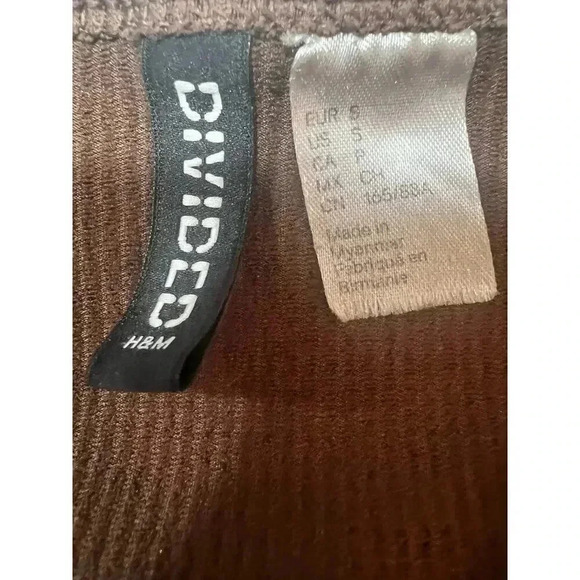 DIVIDED
H&M
EUR S
US S
CA P
MX CH
CN 165/88A
Made in
Myanmar
Fabriqué en
Birmanie